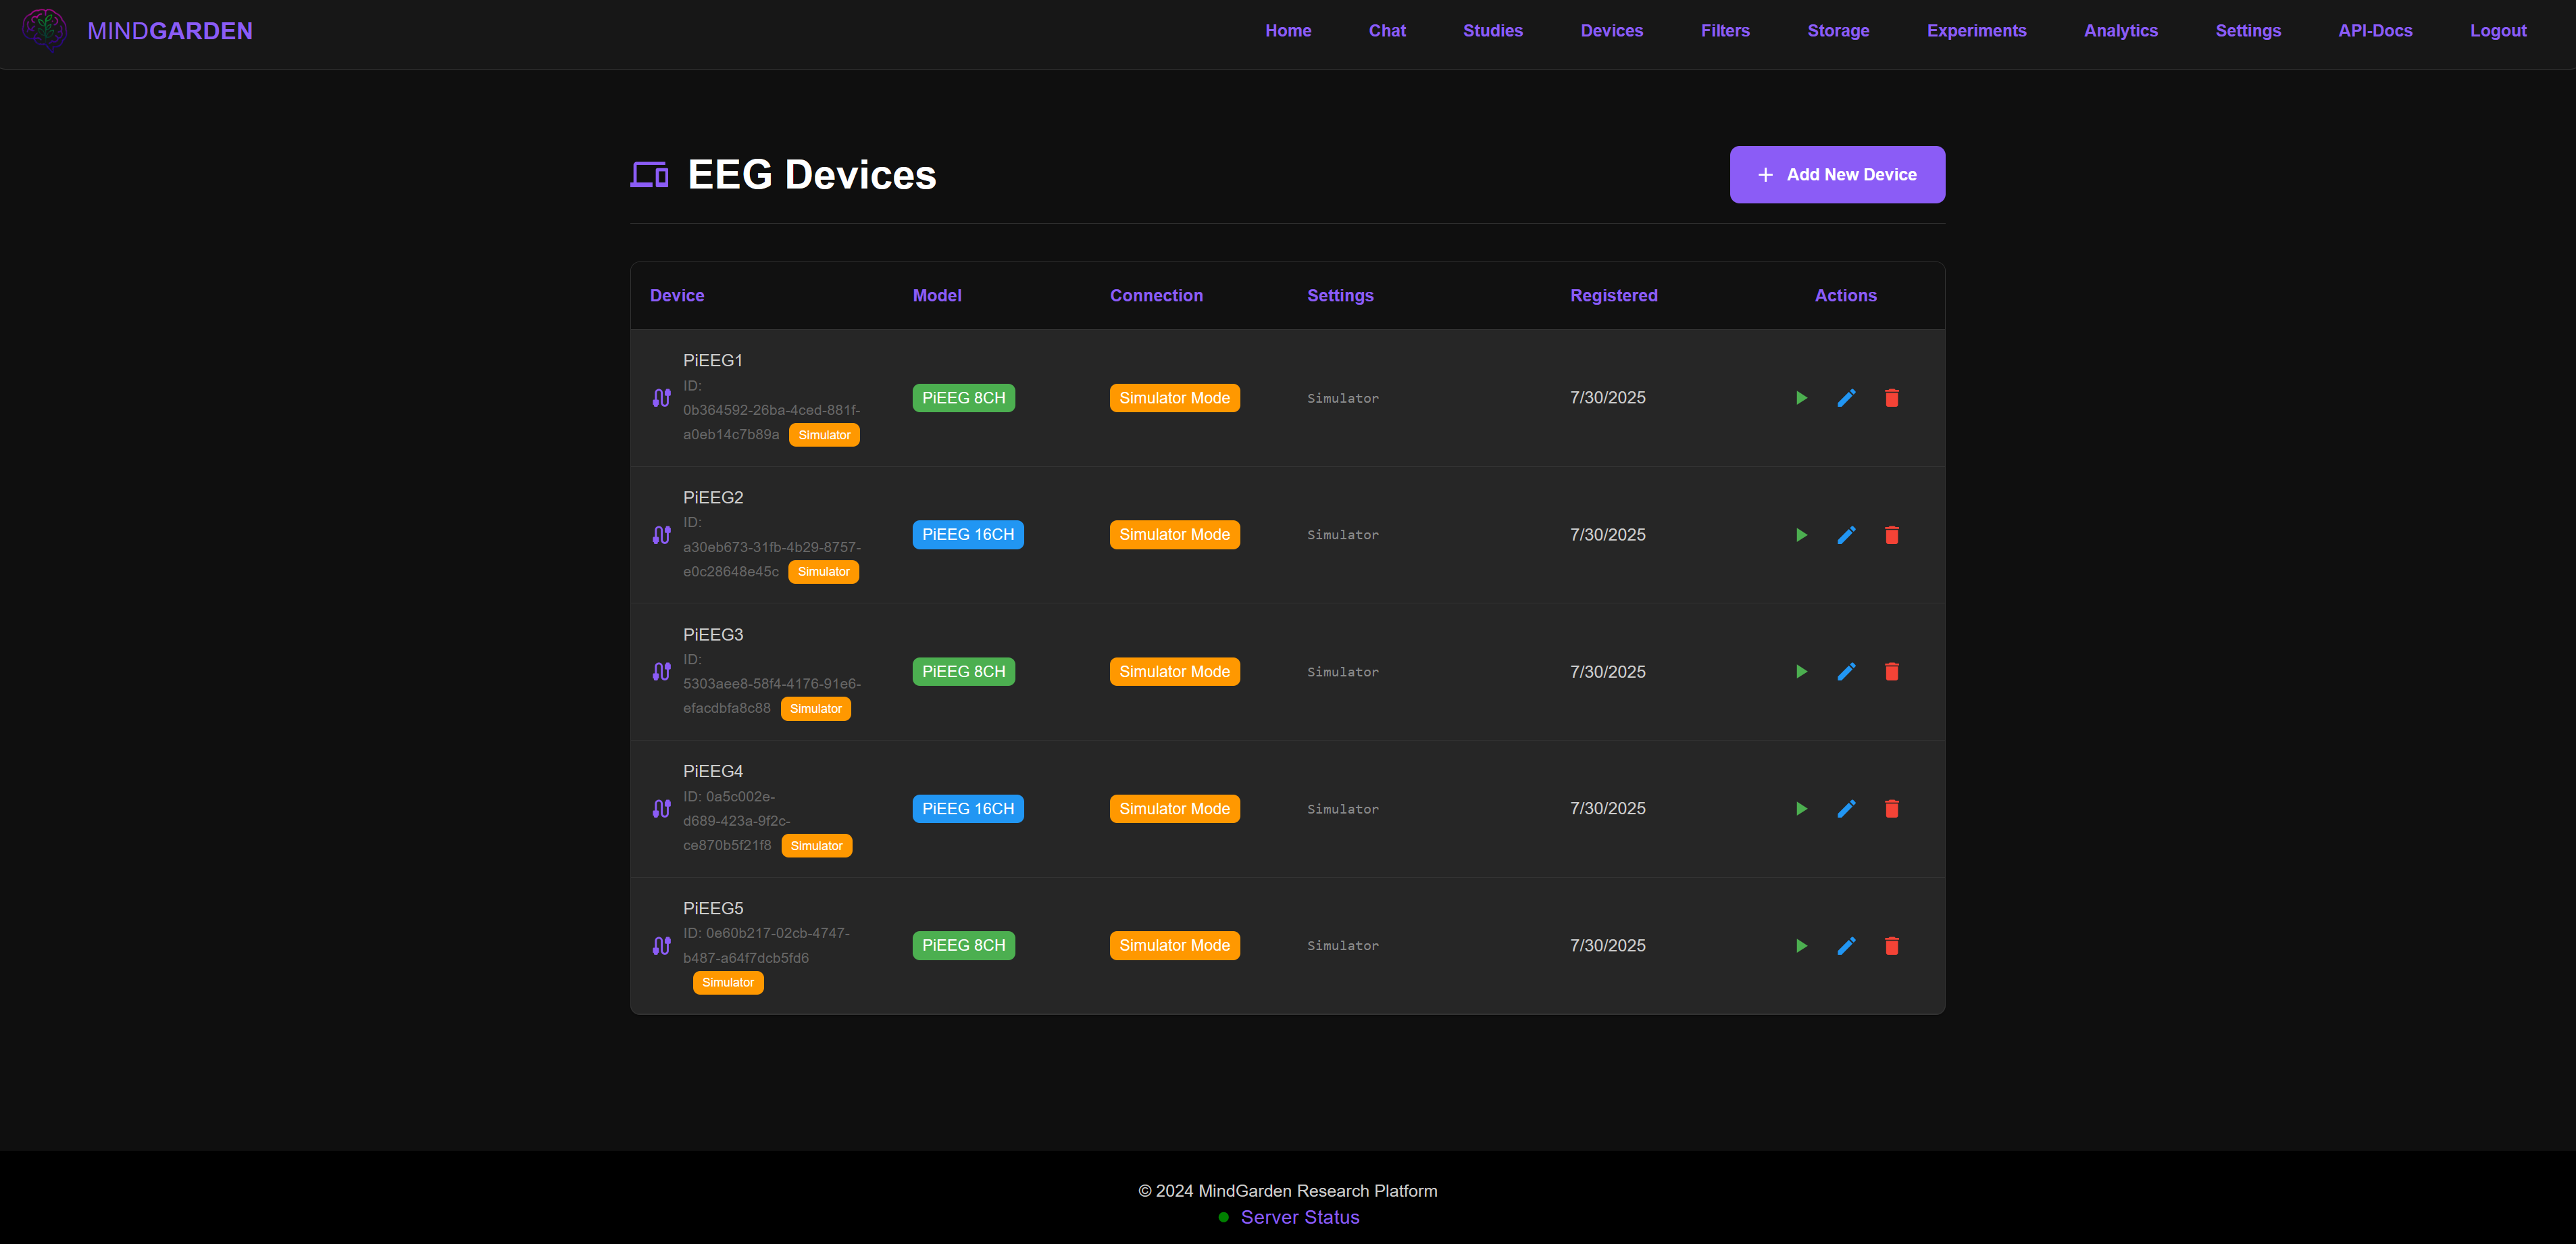 MINDGARDEN
Home Chat Studies Devices Filters Storage Experiments Analytics Settings API-Docs Logout
EEG Devices
+ Add New Device
Device Model Connection Settings Registered Actions
PiEEG1
ID:
0b364592-26ba-4ced-881f-
a0eb14c7b89a Simulator
PiEEG 8CH Simulator Mode Simulator 7/30/2025
PiEEG2
ID:
a30eb673-31fb-4b29-8757-
e0c28648e45c Simulator
PiEEG 16CH Simulator Mode Simulator 7/30/2025
PiEEG3
ID:
5303aee8-58f4-4176-91e6-
efacdbfa8c88 Simulator
PiEEG 8CH Simulator Mode Simulator 7/30/2025
PiEEG4
ID: 0a5c002e-
d689-423a-9f2c-
ce870b5f21f8 Simulator
PiEEG 16CH Simulator Mode Simulator 7/30/2025
PiEEG5
ID: 0e60b217-02cb-4747-
b487-a64f7dcb5fd6
Simulator
PiEEG 8CH Simulator Mode Simulator 7/30/2025
© 2024 MindGarden Research Platform
Server Status